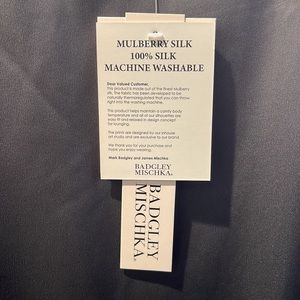 MULBERRY SILK
100% SILK
MACHINE WASHABLE
Dear Valued Customer,
This product is made out of the finest Mulberry
silk. The fabric has been developed to be
naturally thermoregulated that you can throw
right into the washing machine.
This product helps maintain a comfy body
temperature and all of our silhouettes are
easy fit and relaxed in design concept
for lounging.
The prints are designed by our inhouse
art studio and are exclusive to our brand.
We thank you for your purchase and
hope you enjoy wearing.
Mark Badgley and James Mischka
BADGLEY
MISCHKA
BADGLEY
MISCHKA